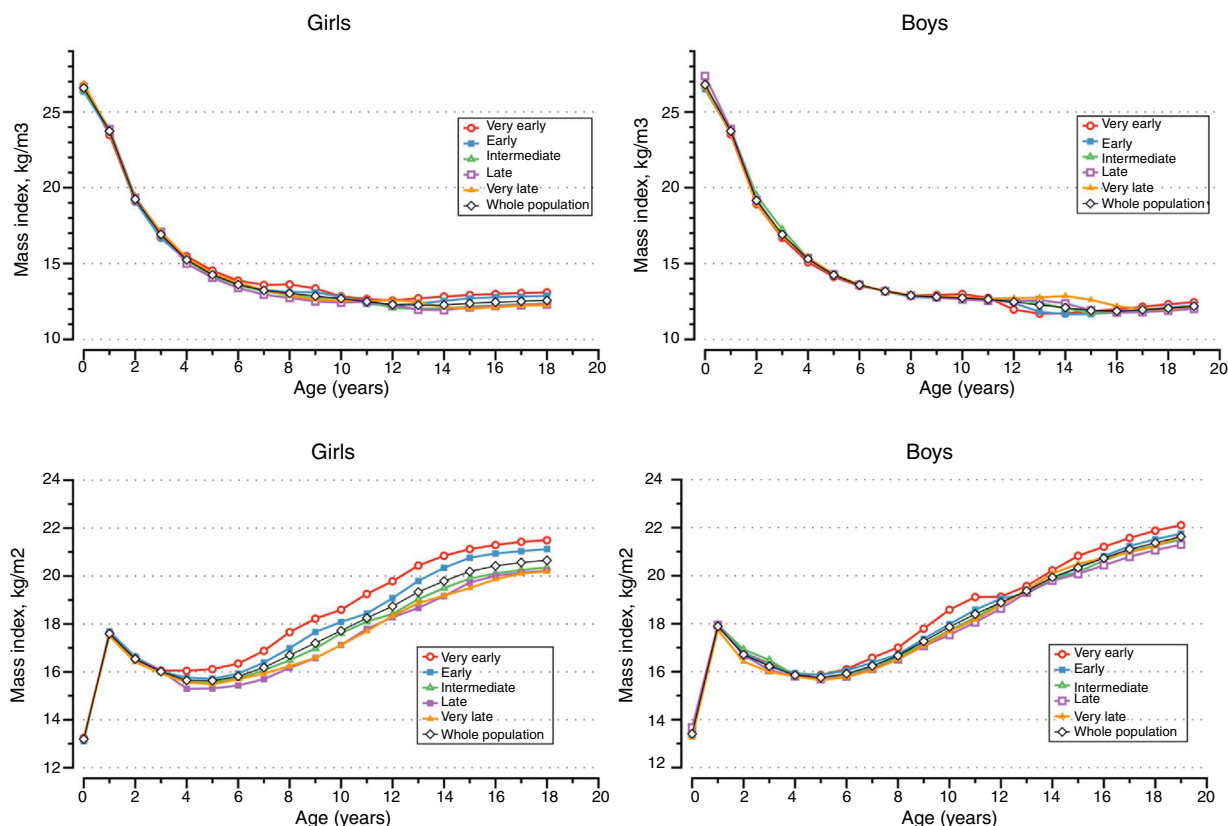 Girls
Mass index, kg/m3
25
20
15
10
0 2 4 6 8 10 12 14 16 18 20
Age (years)
Very early
Early
Intermediate
Late
Very late
Whole population
Boys
Mass index, kg/m3
25
20
15
10
0 2 4 6 8 10 12 14 16 18 20
Age (years)
Very early
Early
Intermediate
Late
Very late
Whole population
Girls
Mass index, kg/m2
24
22
20
18
16
14
12
0 2 4 6 8 10 12 14 16 18 20
Age (years)
Very early
Early
Intermediate
Late
Very late
Whole population
Boys
Mass index, kg/m2
24
22
20
18
16
14
12
0 2 4 6 8 10 12 14 16 18 20
Age (years)
Very early
Early
Intermediate
Late
Very late
Whole population